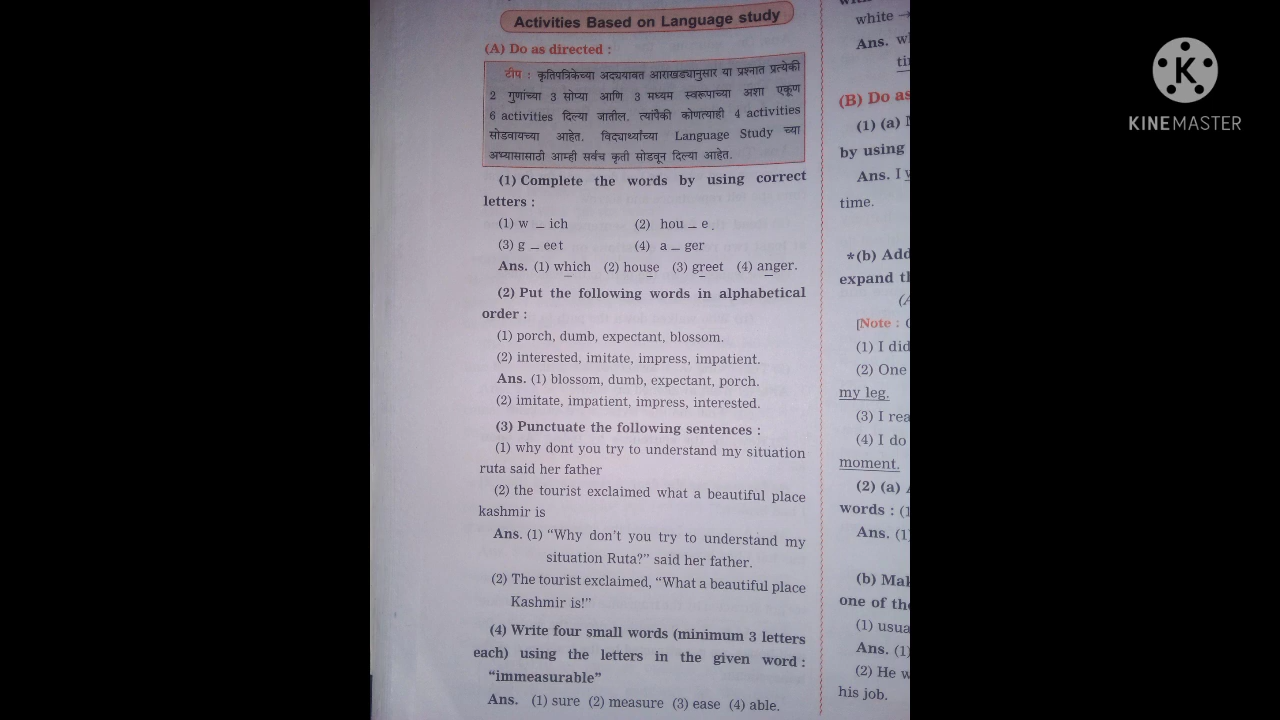 Activities Based on Language study
(A) Do as directed :
टीप : कृतिपत्रिकेच्या अद्ययावत आराखड्यानुसार या प्रश्नात प्रत्येकी
2 गुणांच्या 3 सोप्या आणि 3 मध्यम स्वरूपाच्या अशा एकूण
6 activities दिल्या जातील. त्यांपैकी कोणत्याही 4 activities
सोडवायच्या आहेत. विद्यार्थ्यांच्या Language Study च्या
अभ्यासासाठी आम्ही सर्वच कृती सोडवून दिल्या आहेत.
(1) Complete the words by using correct
letters :
(1) w _ ich (2) hou _ e.
(3) g _ eet (4) a _ ger
Ans. (1) which (2) house (3) greet (4) anger.
(2) Put the following words in alphabetical
order :
(1) porch, dumb, expectant, blossom.
(2) interested, imitate, impress, impatient.
Ans. (1) blossom, dumb, expectant, porch.
(2) imitate, impatient, impress, interested.
(3) Punctuate the following sentences :
(1) why dont you try to understand my situation
ruta said her father
(2) the tourist exclaimed what a beautiful place
kashmir is
Ans. (1) “Why don’t you try to understand my
situation Ruta?” said her father.
(2) The tourist exclaimed, “What a beautiful place
Kashmir is!”
(4) Write four small words (minimum 3 letters
each) using the letters in the given word :
“immeasurable”
Ans. (1) sure (2) measure (3) ease (4) able.
white →
Ans.
(B) Do as
(1) (a)
by using
Ans. I
time.
*(b) Add
expand
[Note :
(1) I did
(2) One
my leg.
(3) I
(4) I do
moment.
(2) (a)
words :
Ans. (1)
(b)
one of
(1)
Ans. (1)
(2) He
his job.
K
KINEMASTER